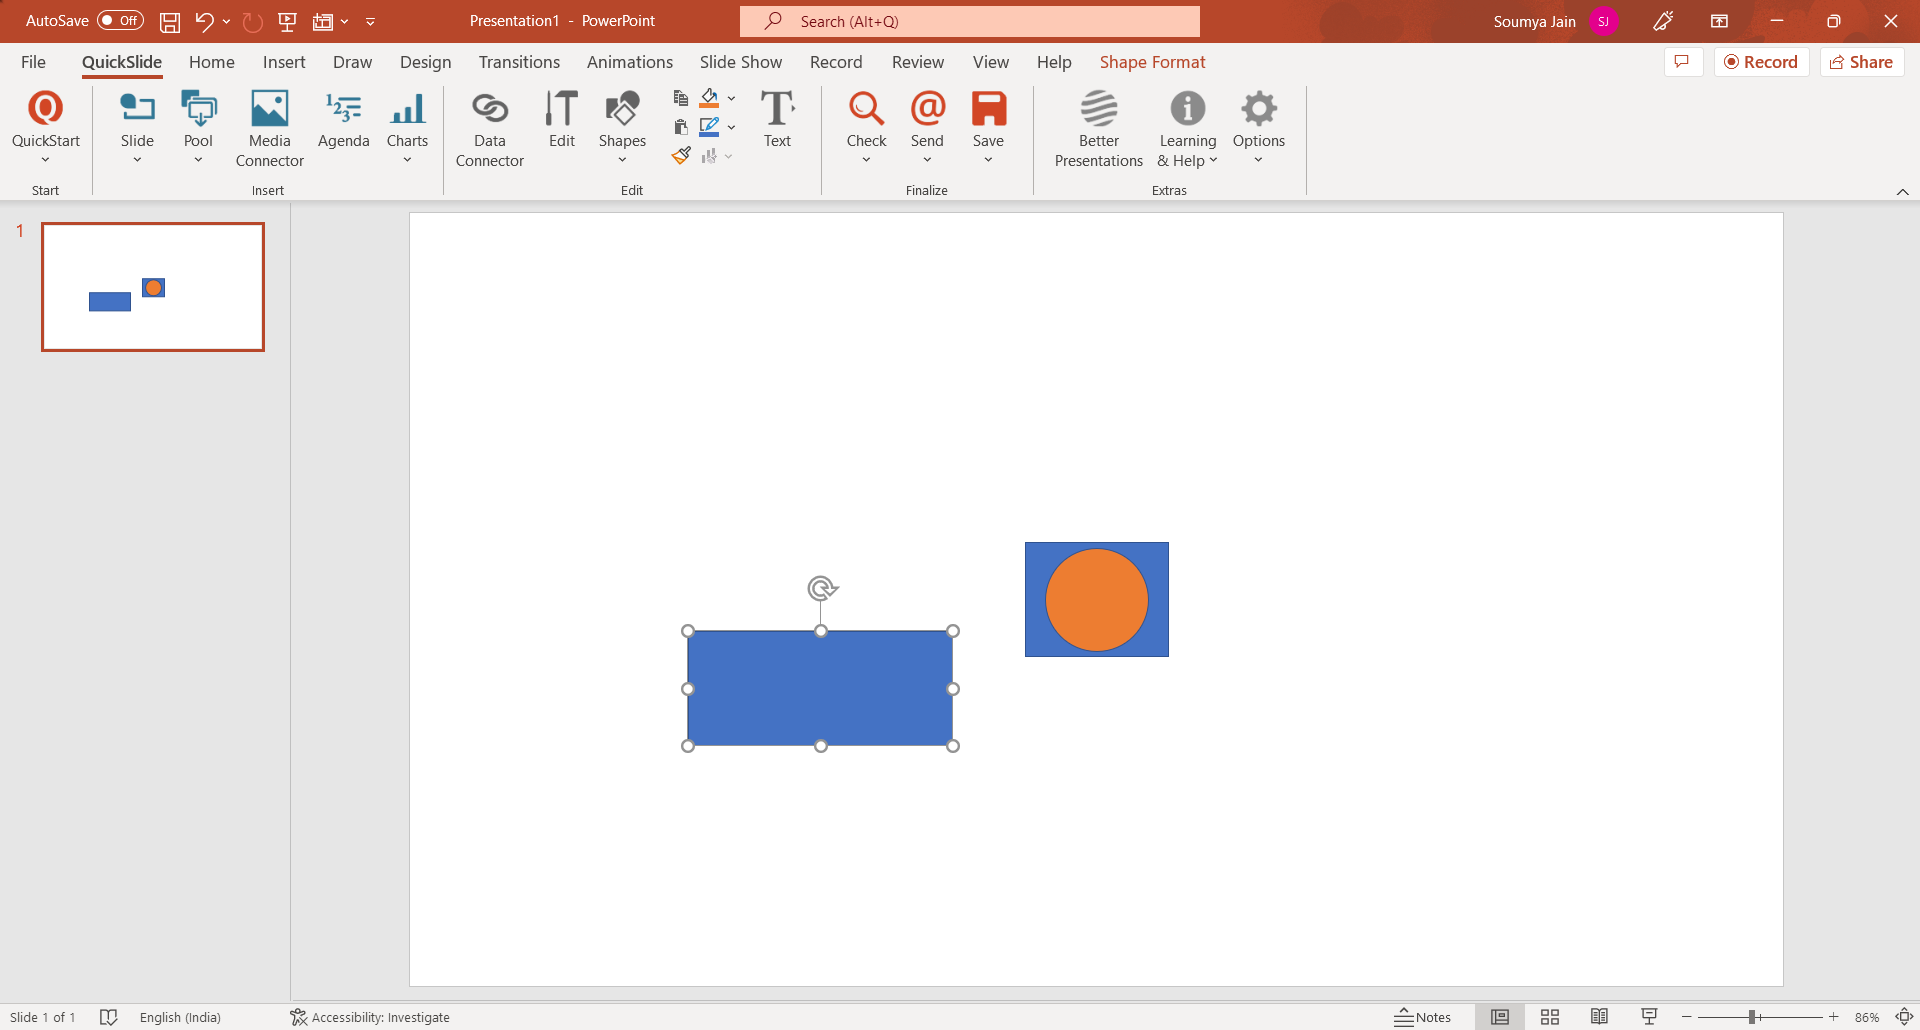 AutoSave Off Presentation1 - PowerPoint Search (Alt+Q) Soumya Jain SJ
File QuickSlide Home Insert Draw Design Transitions Animations Slide Show Record Review View Help Shape Format Record Share
QuickStart Slide Pool Media Connector Agenda Charts Data Connector Edit Shapes Text Check Send Save Better Presentations Learning & Help Options
Start Insert Edit Finalize Extras
1
Slide 1 of 1 English (India) Accessibility: Investigate Notes 86%